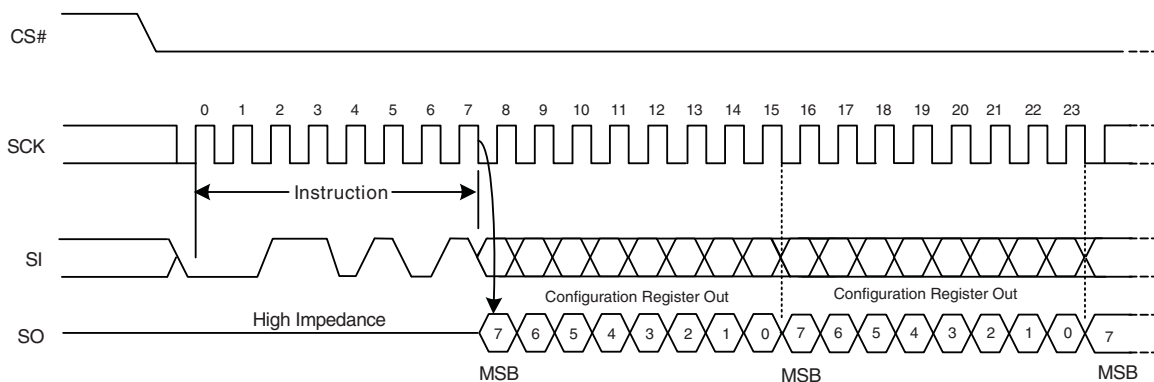 CS#
0 1 2 3 4 5 6 7 8 9 10 11 12 13 14 15 16 17 18 19 20 21 22 23
SCK
Instruction
SI
Configuration Register Out Configuration Register Out
High Impedance
SO 7 6 5 4 3 2 1 0 7 6 5 4 3 2 1 0 7
MSB MSB MSB